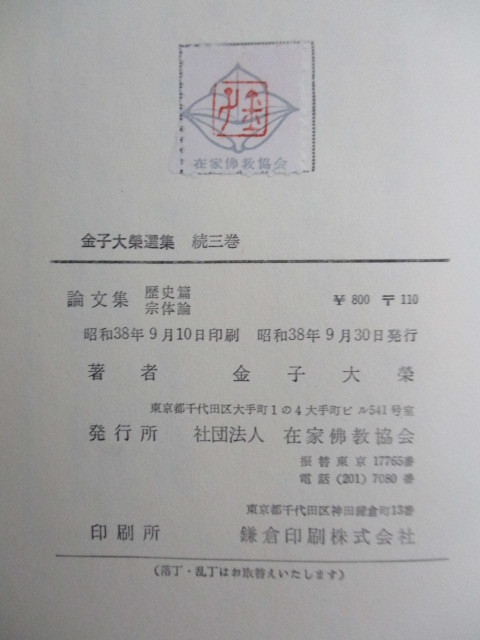 在家佛教協会
金子大榮選集 続三巻
論文集 歴史篇 宗体論 ¥800 〒110
昭和38年9月10日印刷 昭和38年9月30日発行
著者 金子大榮
東京都千代田区大手町1の4大手町ビル541号室
発行所 社団法人 在家佛教協会
振替東京17765番
電話(201)7080番
東京都千代田区神田鎌倉町13番
印刷所 鎌倉印刷株式会社
(落丁・乱丁はお取替えいたします)